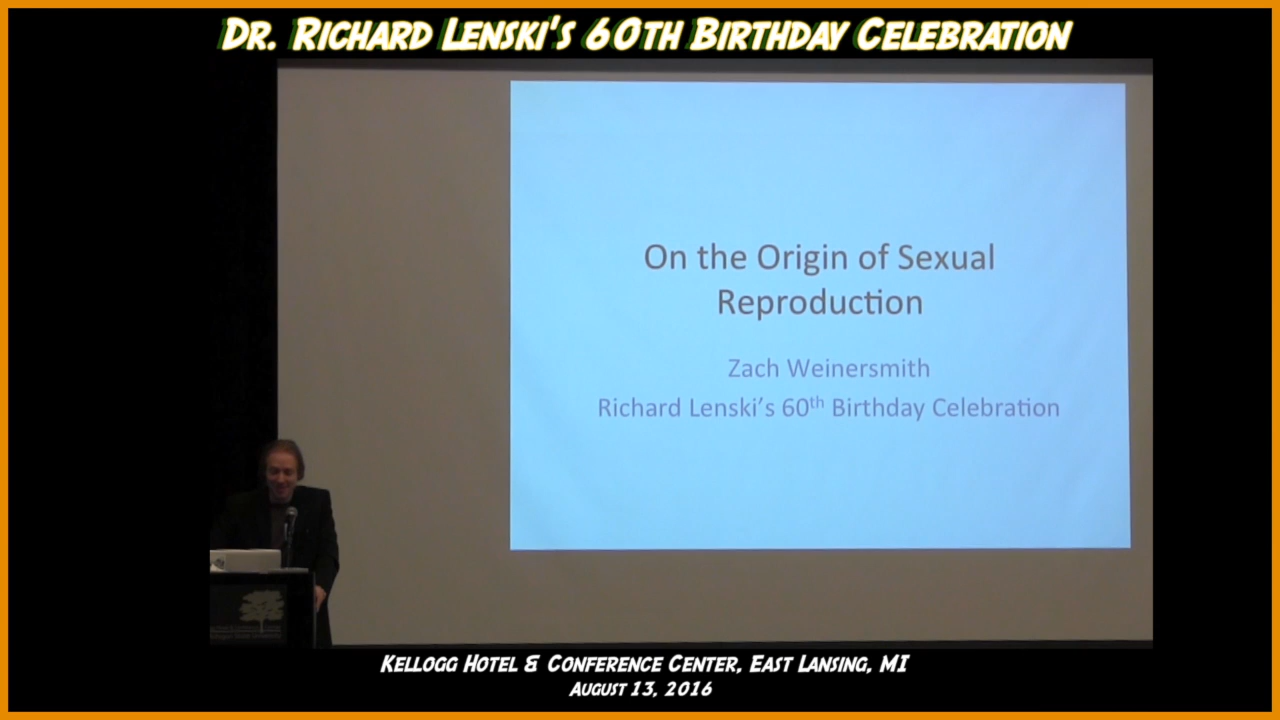 Dr. Richard Lenski's 60th Birthday Celebration
On the Origin of Sexual
Reproduction
Zach Weinersmith
Richard Lenski's 60th Birthday Celebration
Kellogg Hotel & Conference Center, East Lansing, MI
August 13, 2016